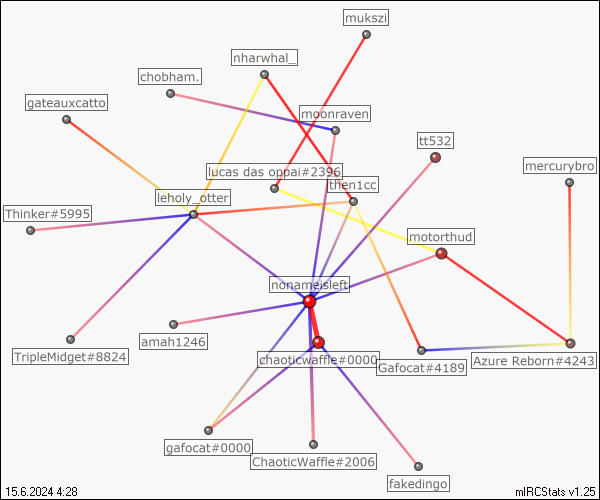 mukszi
nharwhal_
chobham.
gateauxcatto
moonraven
tt532
mercurybro
lucas das oppai#2396
then1cc
leholy_otter
Thinker#5995
motorthud
nonameisleft
amah1246
TripleMidget#8824
chaoticwaffle#0000
Gafocat#4189
Azure Reborn#4243
gafocat#0000
ChaoticWaffle#2006
fakedingo
15.6.2024 4:28
mIRCStats v1.25